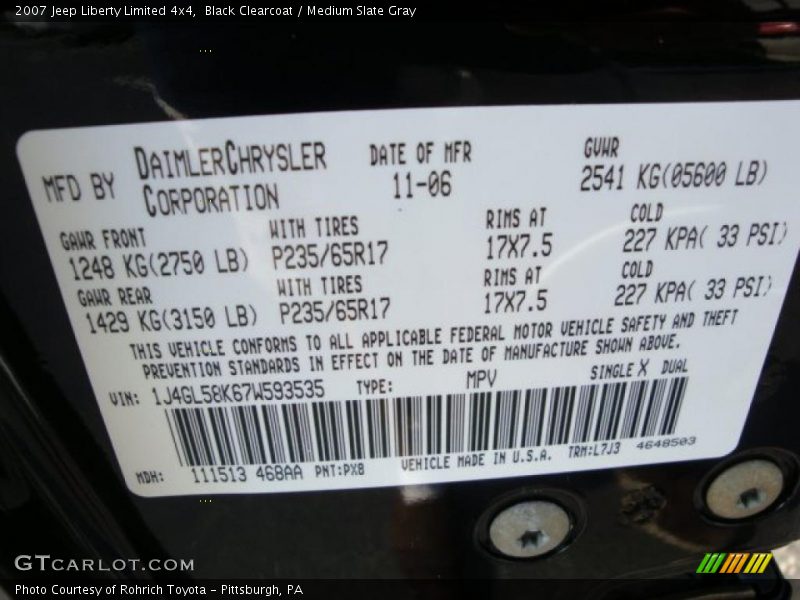 2007 Jeep Liberty Limited 4x4, Black Clearcoat / Medium Slate Gray
MFD BY DAIMLERCHRYSLER CORPORATION
DATE OF MFR 11-06
GVWR 2541 KG(05600 LB)
GAWR FRONT WITH TIRES RIMS AT COLD
1248 KG(2750 LB) P235/65R17 17X7.5 227 KPA( 33 PSI)
GAWR REAR WITH TIRES RIMS AT COLD
1429 KG(3150 LB) P235/65R17 17X7.5 227 KPA( 33 PSI)
THIS VEHICLE CONFORMS TO ALL APPLICABLE FEDERAL MOTOR VEHICLE SAFETY AND THEFT
PREVENTION STANDARDS IN EFFECT ON THE DATE OF MANUFACTURE SHOWN ABOVE.
VIN: 1J4GL58K67W593535 TYPE: MPV SINGLE X DUAL
MDH: 111513 468AA PNT:PX8 VEHICLE MADE IN U.S.A. TRM:L7J3 4648503
GTCARLOT.COM
Photo Courtesy of Rohrich Toyota - Pittsburgh, PA